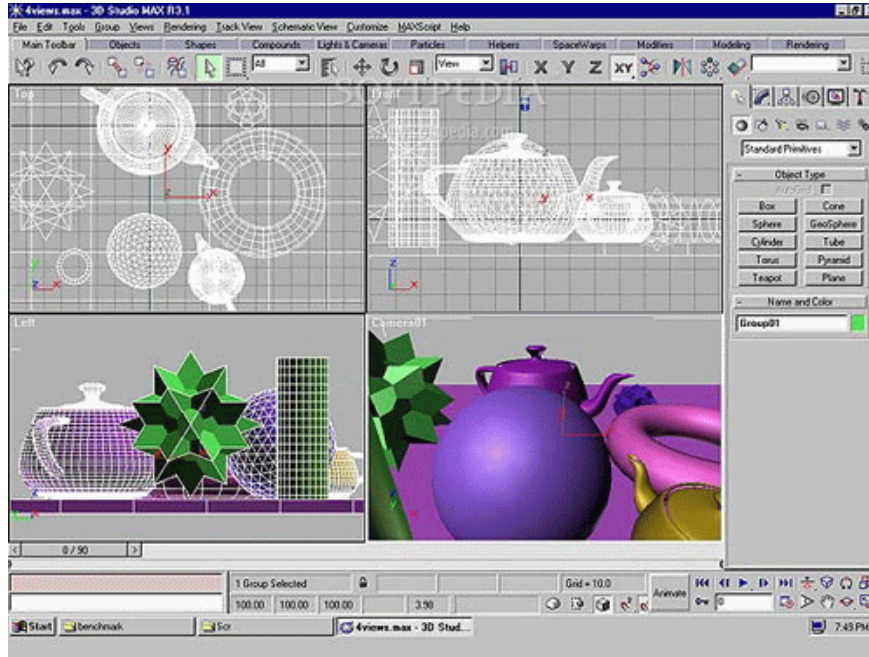 4views.max - 3D Studio MAX R3.1
File Edit Tools Group Views Rendering Track View Schematic View Customize MAXScript Help
Main Toolbar Objects Shapes Compounds Lights & Cameras Particles Helpers SpaceWarps Modifiers Modeling Rendering
All View X Y Z XY
SOFTPEDIA
Top Front
Standard Primitives
- Object Type
AutoGrid
Box Cone
Sphere GeoSphere
Cylinder Tube
Torus Pyramid
Teapot Plane
- Name and Color
Group01
Left Camera01
0 / 90
1 Group Selected Grid = 10.0
Animate
100.00 100.00 100.00 3.98 0
Start benchmark Scr 4views.max - 3D Stud... 7:43 PM